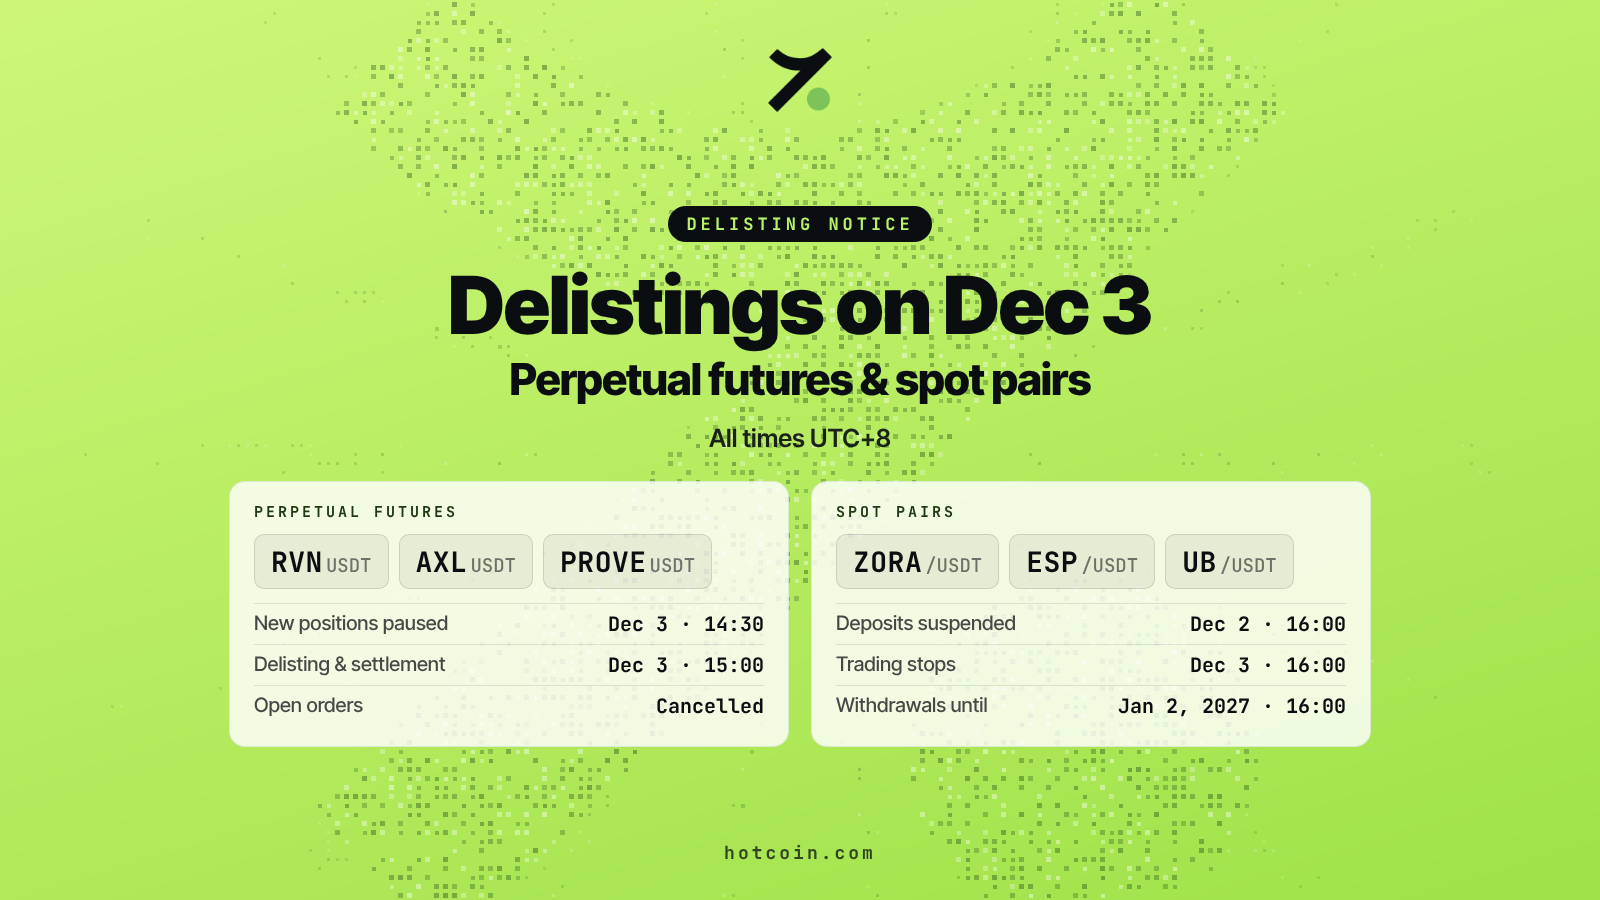 DELISTING NOTICE
Delistings on Dec 3
Perpetual futures & spot pairs
All times UTC+8
PERPETUAL FUTURES
RVN USDT AXL USDT PROVE USDT
New positions paused Dec 3 · 14:30
Delisting & settlement Dec 3 · 15:00
Open orders Cancelled
SPOT PAIRS
ZORA /USDT ESP /USDT UB /USDT
Deposits suspended Dec 2 · 16:00
Trading stops Dec 3 · 16:00
Withdrawals until Jan 2, 2027 · 16:00
hotcoin.com